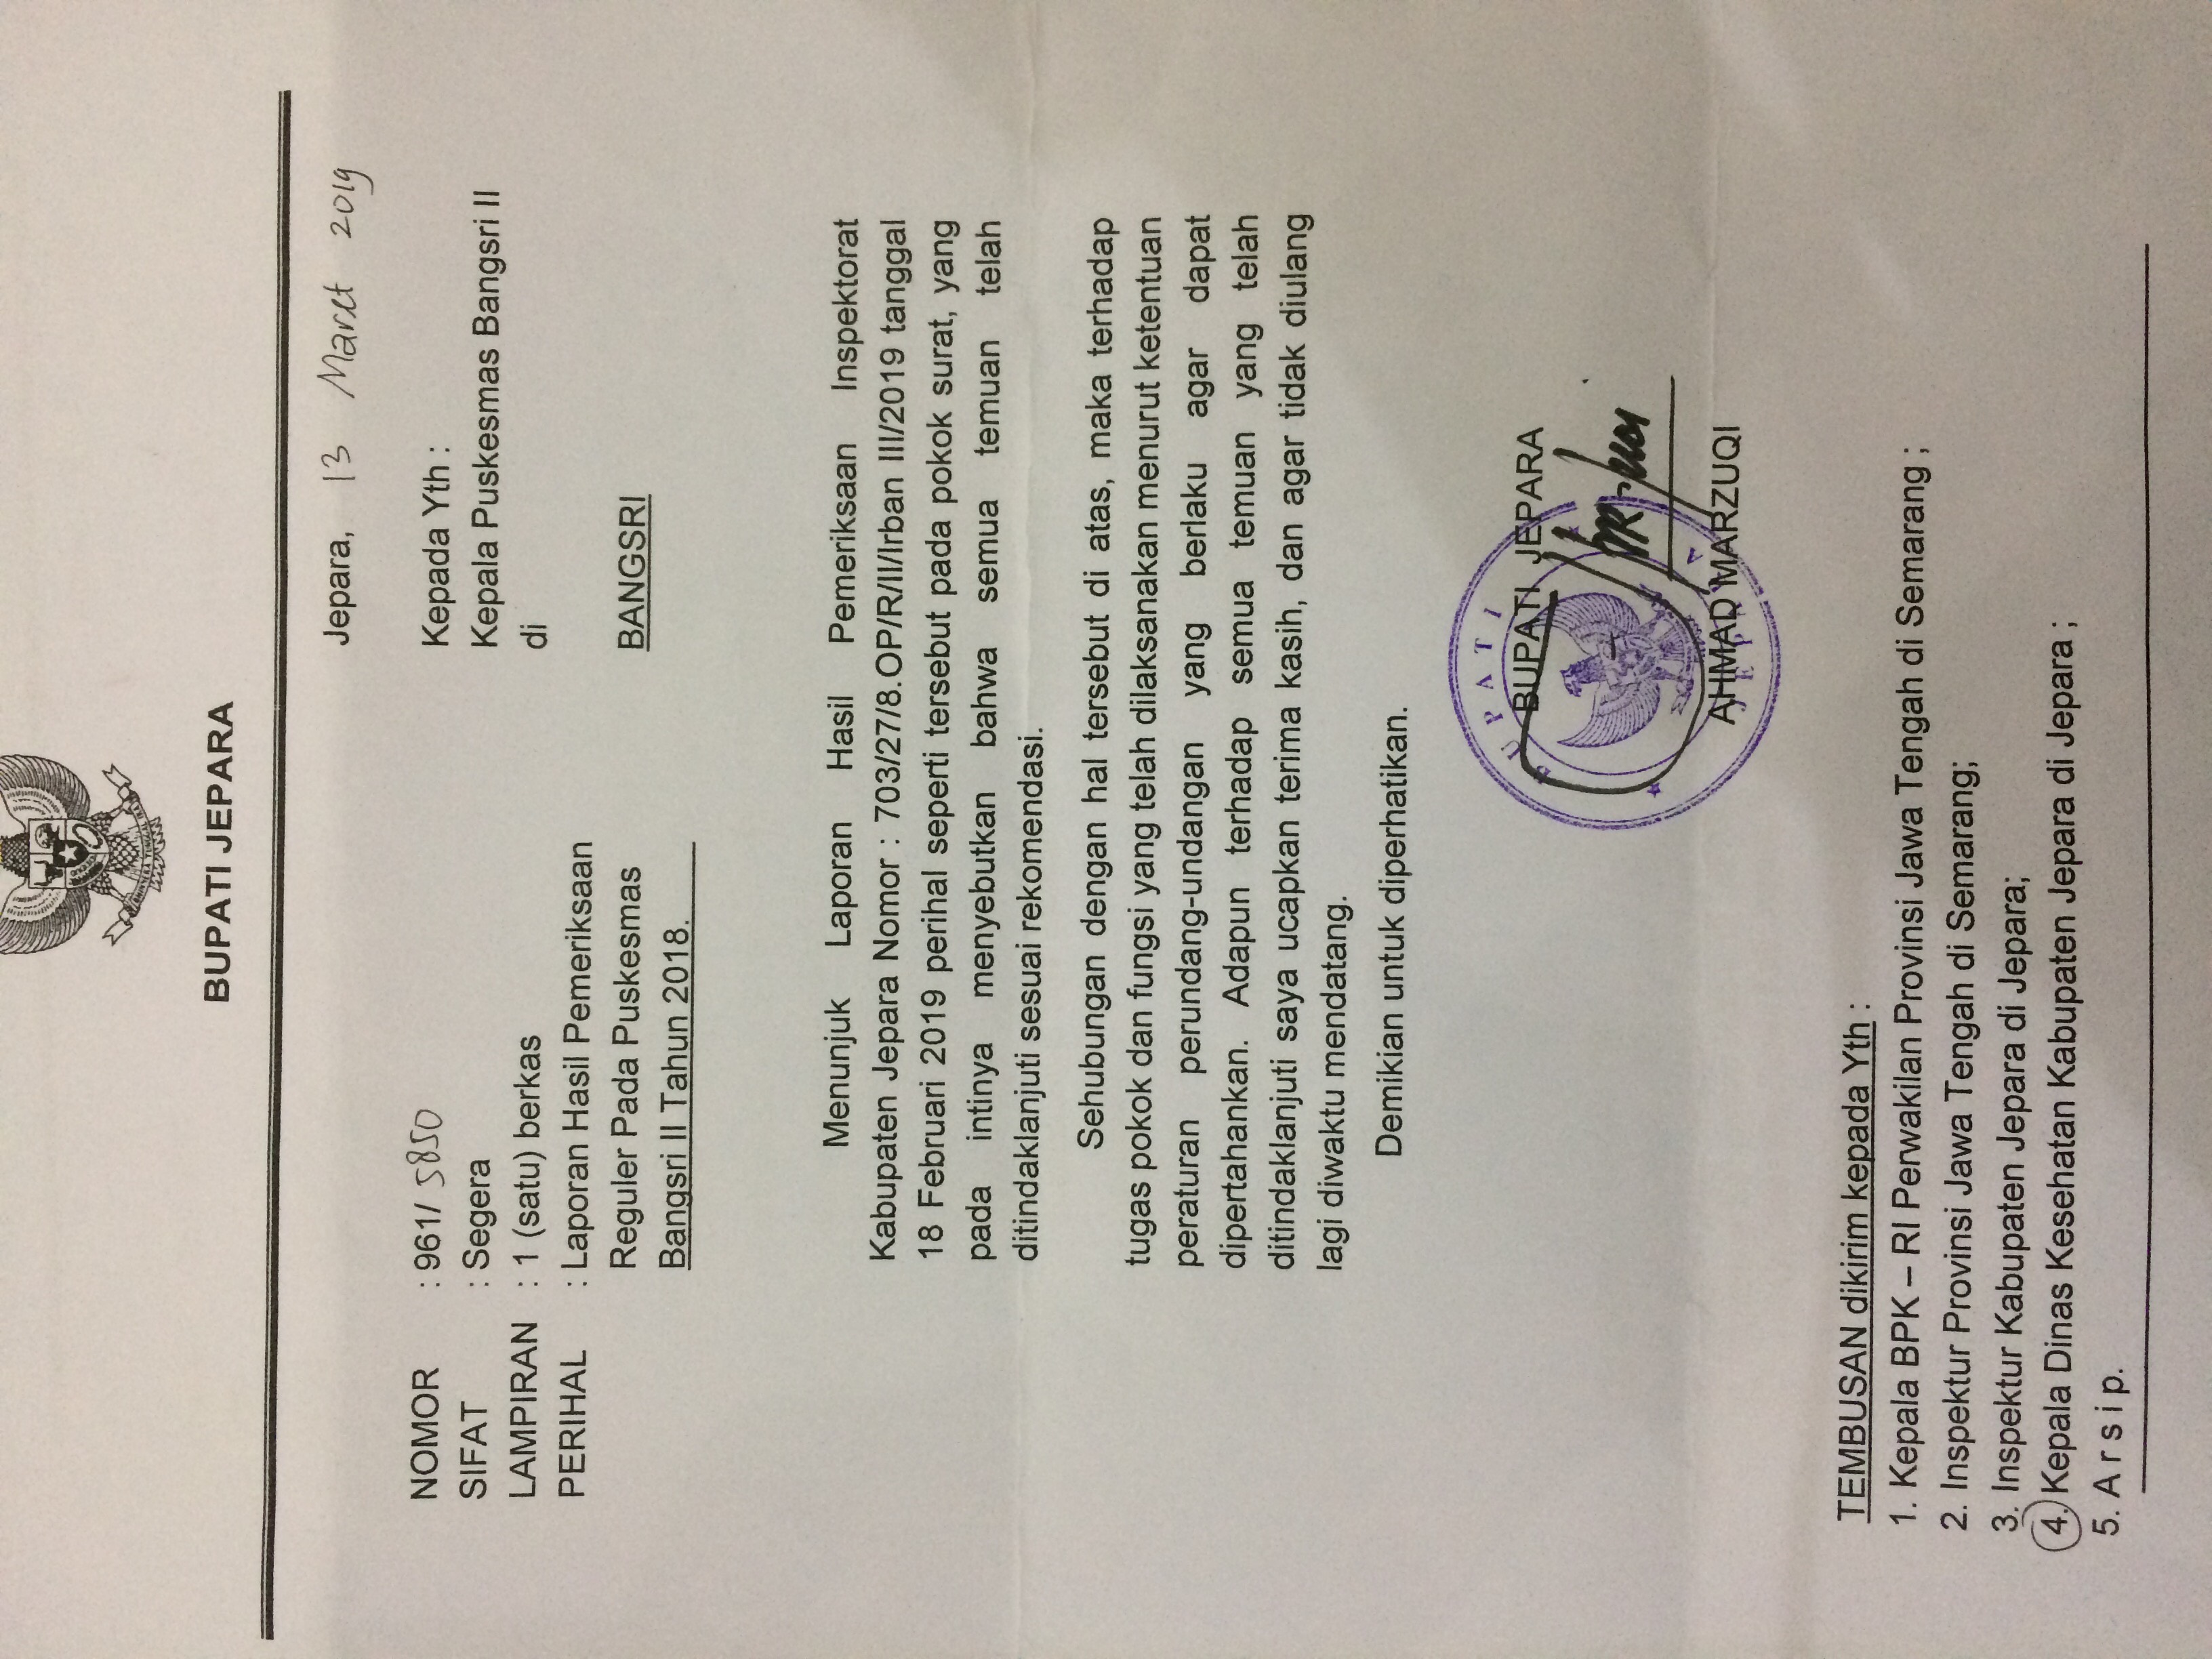 BHINNEKA TUNGGAL IKA
BUPATI JEPARA
Jepara, 13 Maret 2019
NOMOR : 961/ 5850
SIFAT : Segera
LAMPIRAN : 1 (satu) berkas
PERIHAL : Laporan Hasil Pemeriksaan
Reguler Pada Puskesmas
Bangsri II Tahun 2018.
Kepada Yth :
Kepala Puskesmas Bangsri II
di
BANGSRI
Menunjuk Laporan Hasil Pemeriksaan Inspektorat
Kabupaten Jepara Nomor : 703/27/8.OP/R/II/Irban III/2019 tanggal
18 Februari 2019 perihal seperti tersebut pada pokok surat, yang
pada intinya menyebutkan bahwa semua temuan telah
ditindaklanjuti sesuai rekomendasi.
Sehubungan dengan hal tersebut di atas, maka terhadap
tugas pokok dan fungsi yang telah dilaksanakan menurut ketentuan
peraturan perundang-undangan yang berlaku agar dapat
dipertahankan. Adapun terhadap semua temuan yang telah
ditindaklanjuti saya ucapkan terima kasih, dan agar tidak diulang
lagi diwaktu mendatang.
Demikian untuk diperhatikan.
BUPATI
BUPATI JEPARA
AHMAD MARZUQI
JEPARA
TEMBUSAN dikirim kepada Yth :
1. Kepala BPK – RI Perwakilan Provinsi Jawa Tengah di Semarang ;
2. Inspektur Provinsi Jawa Tengah di Semarang;
3. Inspektur Kabupaten Jepara di Jepara;
4. Kepala Dinas Kesehatan Kabupaten Jepara di Jepara ;
5. A r s i p.